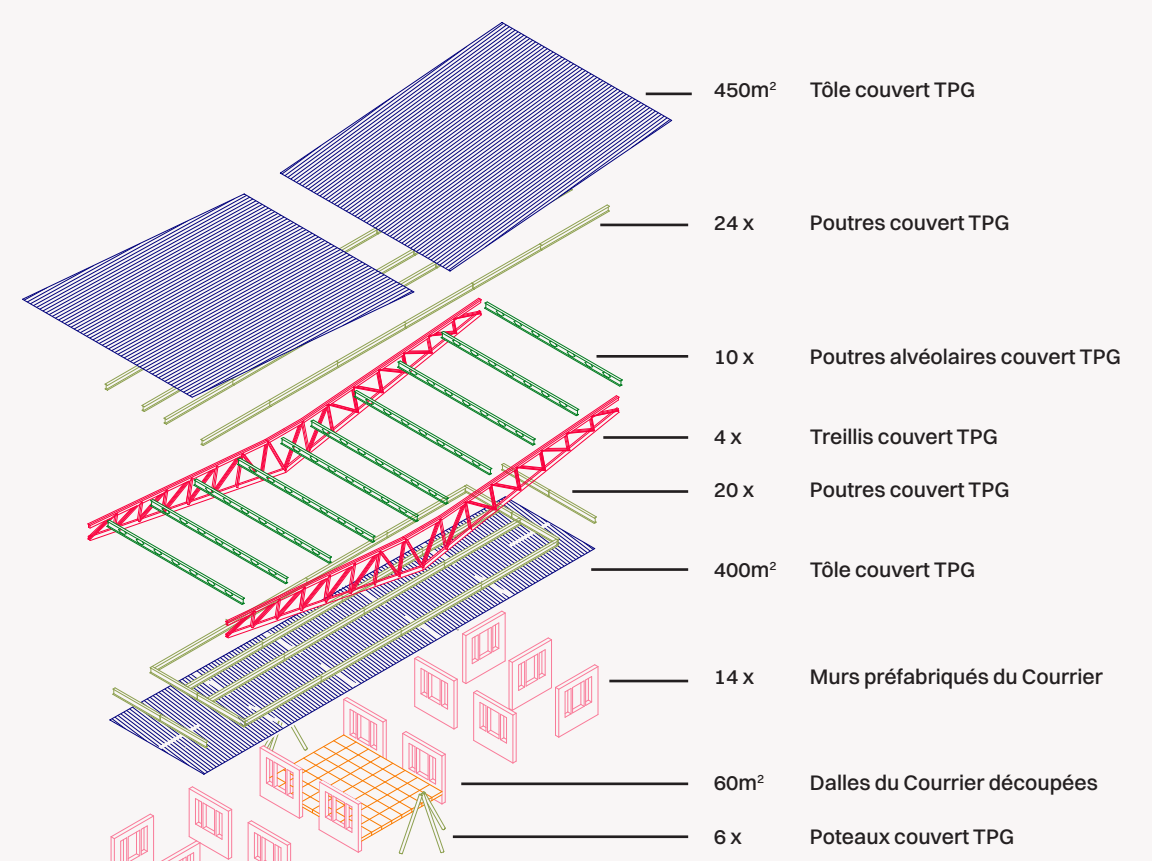 450m² Tôle couvert TPG
24 x Poutres couvert TPG
10 x Poutres alvéolaires couvert TPG
4 x Treillis couvert TPG
20 x Poutres couvert TPG
400m² Tôle couvert TPG
14 x Murs préfabriqués du Courrier
60m² Dalles du Courrier découpées
6 x Poteaux couvert TPG